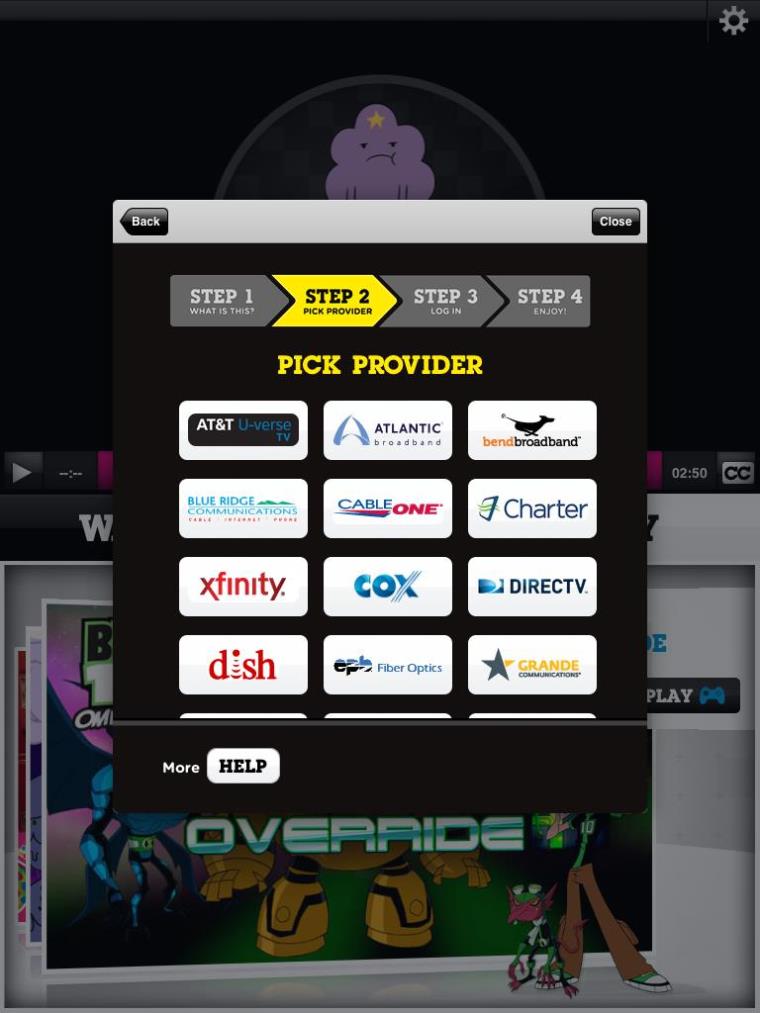 Back
Close
STEP 1
WHAT IS THIS?
STEP 2
PICK PROVIDER
STEP 3
LOG IN
STEP 4
ENJOY!
PICK PROVIDER
AT&T U-verse
TV
ATLANTIC
broadband
bendbroadband™
BLUE RIDGE
COMMUNICATIONS
CABLE · INTERNET · PHONE
CABLE ONE
Charter
xfinity.
COX
DIRECTV
dish
epb Fiber Optics
GRANDE
COMMUNICATIONS
--:--
02:50
CC
PLAY
More
HELP
OVERRIDE
10